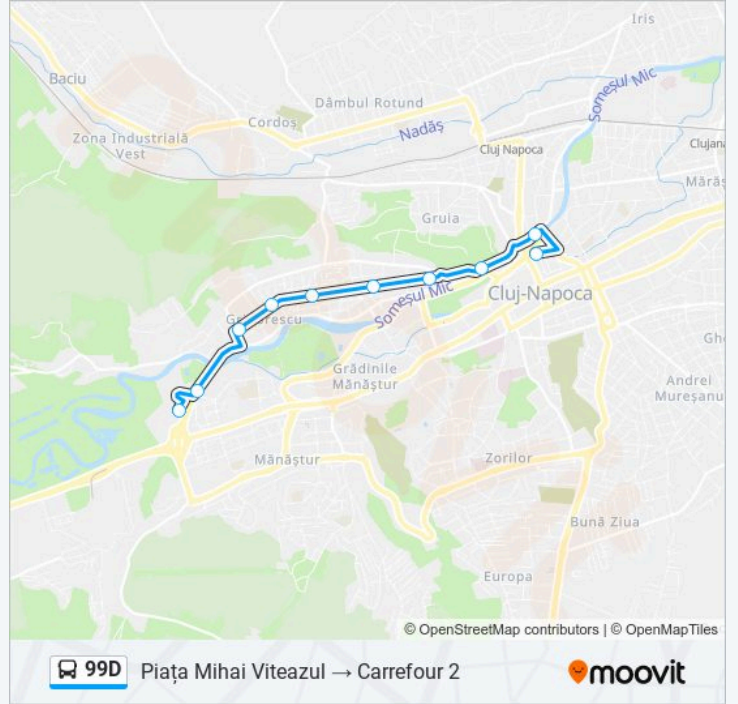 Iris
Baciu
Someșul Mic
Dâmbul Rotund
Cordoș
Nadăș
Zona Industrială
Vest
Cluj Napoca
Clujana
Mărăș
Gruia
Someșul Mic
Cluj-Napoca
Grigorescu
Ghe
Grădinile
Mănăștur
Andrei
Mureșanu
Mănăștur
Zorilor
Bună Ziua
Europa
© OpenStreetMap contributors | © OpenMapTiles
99D Piața Mihai Viteazul → Carrefour 2 moovit